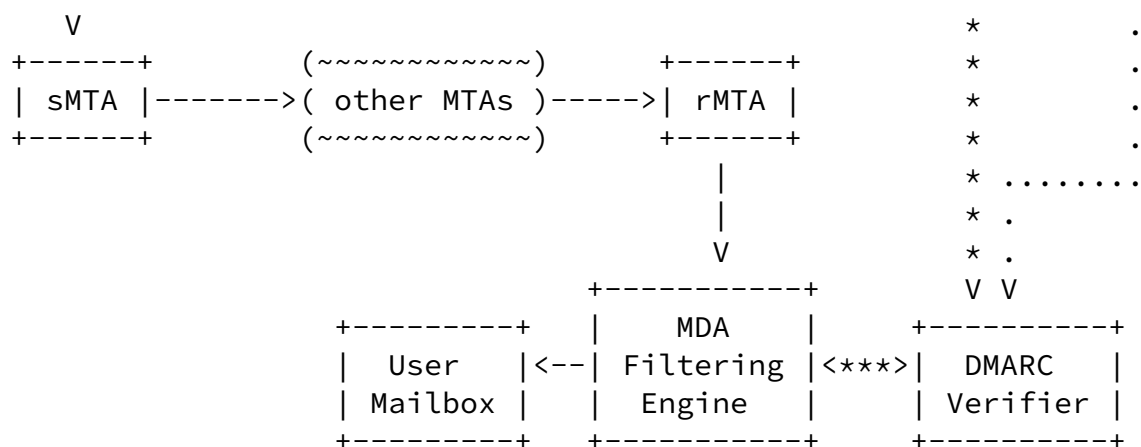 V                                           *        .
+------+       (~~~~~~~~~~~~)      +------+    *        .
| sMTA |------->( other MTAs )----->| rMTA |   *        .
+------+       (~~~~~~~~~~~~)      +------+    *        .
                                      |        * ........
                                      |        * .
                                      V        * .
                               +-----------+   V V
                 +---------+   |    MDA    |     +----------+
                 |  User   |<--| Filtering |<***>|  DMARC   |
                 | Mailbox |   |  Engine   |     | Verifier |
                 +---------+   +-----------+     +----------+